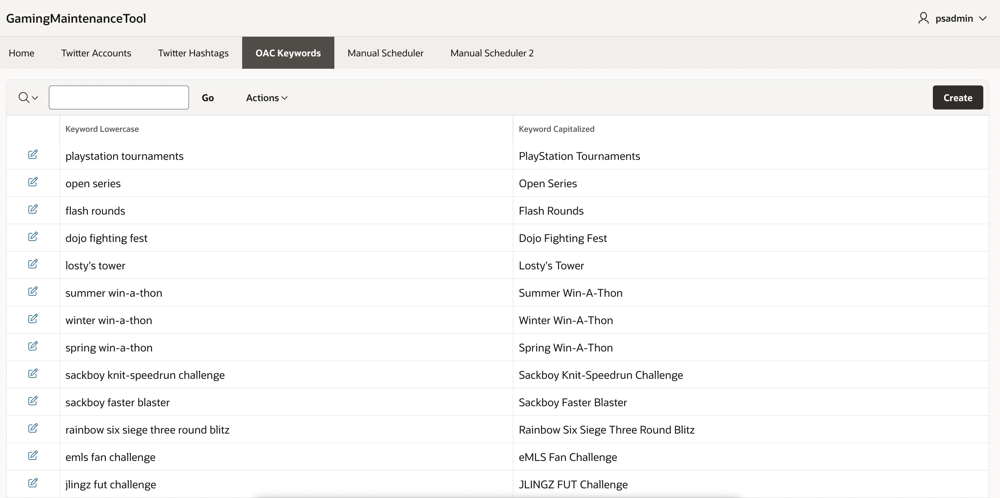 GamingMaintenanceTool
psadmin
Home Twitter Accounts Twitter Hashtags OAC Keywords Manual Scheduler Manual Scheduler 2
Go Actions Create
Keyword Lowercase Keyword Capitalized
playstation tournaments PlayStation Tournaments
open series Open Series
flash rounds Flash Rounds
dojo fighting fest Dojo Fighting Fest
losty's tower Losty's Tower
summer win-a-thon Summer Win-A-Thon
winter win-a-thon Winter Win-A-Thon
spring win-a-thon Spring Win-A-Thon
sackboy knit-speedrun challenge Sackboy Knit-Speedrun Challenge
sackboy faster blaster Sackboy Faster Blaster
rainbow six siege three round blitz Rainbow Six Siege Three Round Blitz
emls fan challenge eMLS Fan Challenge
jlingz fut challenge JLINGZ FUT Challenge